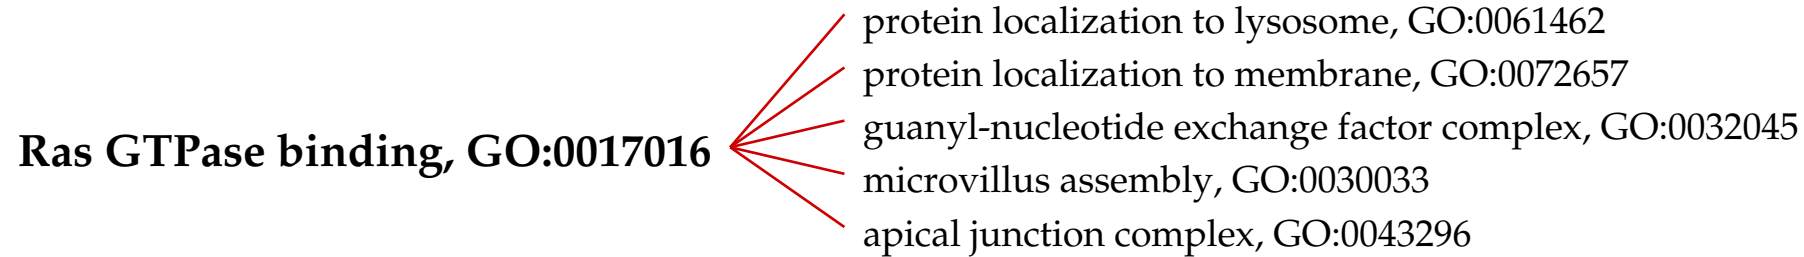 Ras GTPase binding, GO:0017016
protein localization to lysosome, GO:0061462
protein localization to membrane, GO:0072657
guanyl-nucleotide exchange factor complex, GO:0032045
microvillus assembly, GO:0030033
apical junction complex, GO:0043296